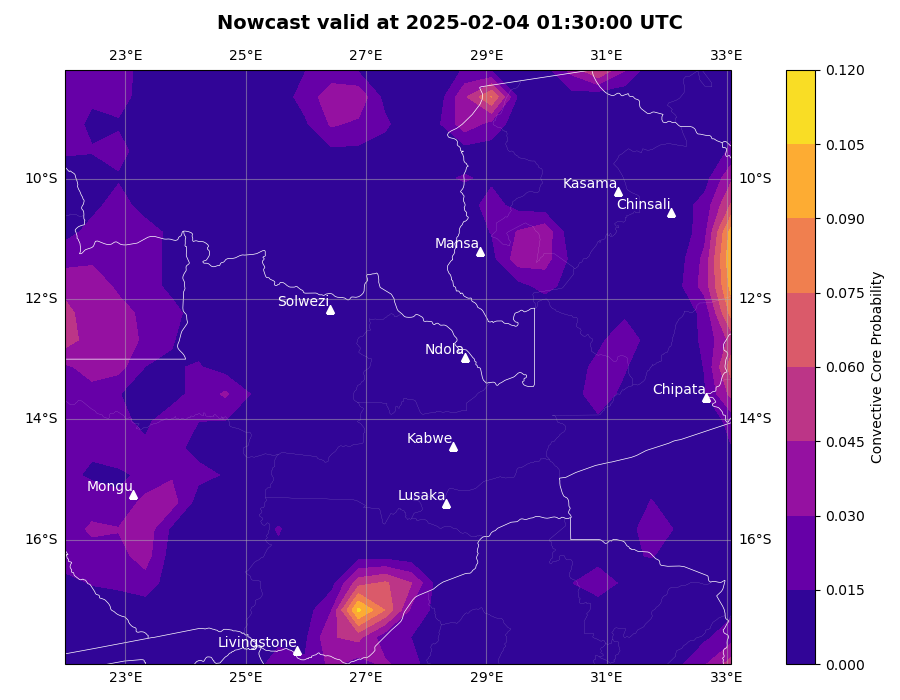 Nowcast valid at 2025-02-04 01:30:00 UTC
23°E 25°E 27°E 29°E 31°E 33°E
0.120
0.105
0.090
0.075
0.060
0.045
0.030
0.015
0.000
Convective Core Probability
10°S 10°S
12°S 12°S
14°S 14°S
16°S 16°S
Kasama
Chinsali
Mansa
Solwezi
Ndola
Chipata
Kabwe
Mongu
Lusaka
Livingstone
23°E 25°E 27°E 29°E 31°E 33°E